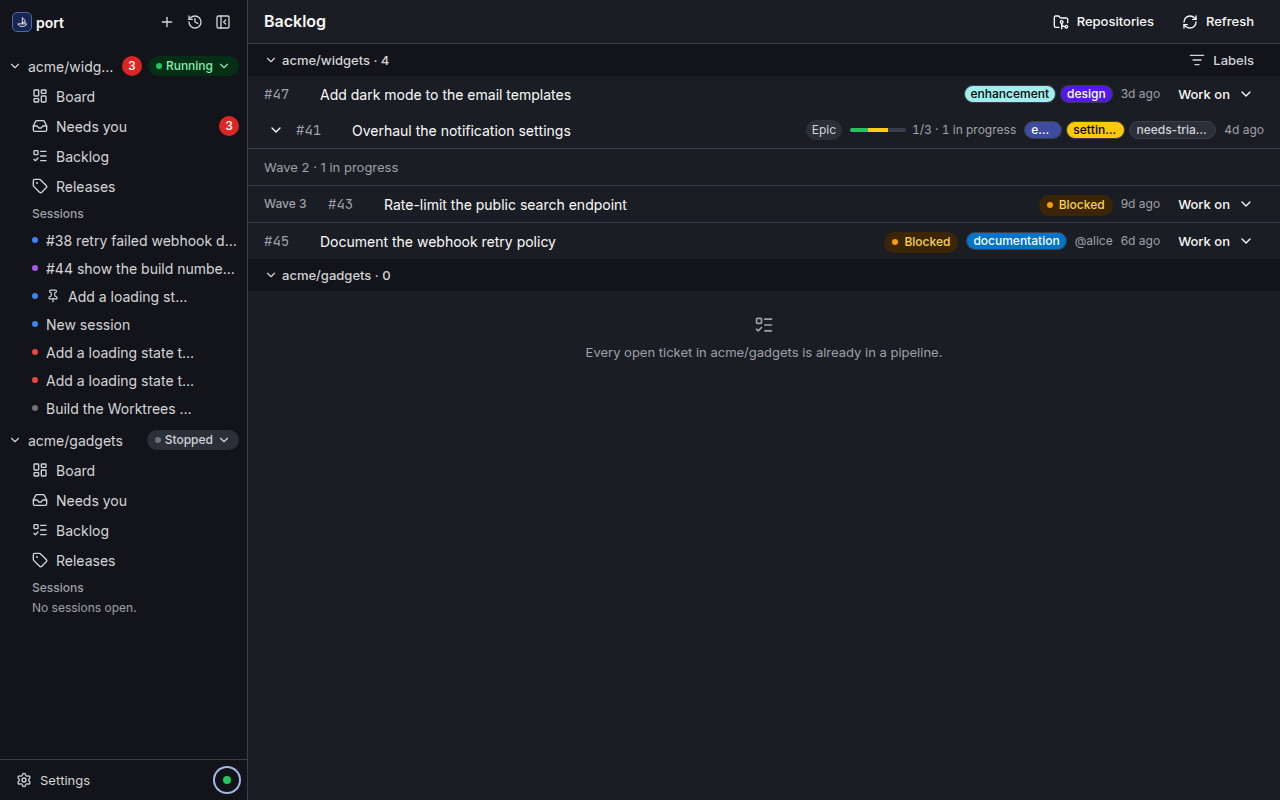 port
acme/widg... 3 Running
Board
Needs you 3
Backlog
Releases
Sessions
#38 retry failed webhook d...
#44 show the build numbe...
Add a loading st...
New session
Add a loading state t...
Add a loading state t...
Build the Worktrees ...
acme/gadgets Stopped
Board
Needs you
Backlog
Releases
Sessions
No sessions open.
Settings
Backlog Repositories Refresh
acme/widgets · 4 Labels
#47 Add dark mode to the email templates enhancement design 3d ago Work on
#41 Overhaul the notification settings Epic 1/3 · 1 in progress e... settin... needs-tria... 4d ago
Wave 2 · 1 in progress
Wave 3 #43 Rate-limit the public search endpoint Blocked 9d ago Work on
#45 Document the webhook retry policy Blocked documentation @alice 6d ago Work on
acme/gadgets · 0
Every open ticket in acme/gadgets is already in a pipeline.